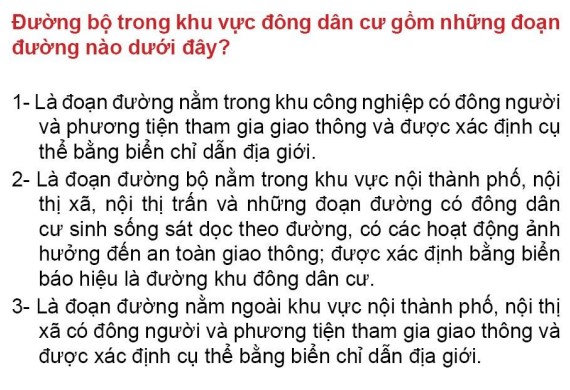 Đường bộ trong khu vực đông dân cư gồm những đoạn
đường nào dưới đây?
1- Là đoạn đường nằm trong khu công nghiệp có đông người
và phương tiện tham gia giao thông và được xác định cụ
thể bằng biển chỉ dẫn địa giới.
2- Là đoạn đường bộ nằm trong khu vực nội thành phố, nội
thị xã, nội thị trấn và những đoạn đường có đông dân
cư sinh sống sát dọc theo đường, có các hoạt động ảnh
hưởng đến an toàn giao thông; được xác định bằng biển
báo hiệu là đường khu đông dân cư.
3- Là đoạn đường nằm ngoài khu vực nội thành phố, nội thị
xã có đông người và phương tiện tham gia giao thông và
được xác định cụ thể bằng biển chỉ dẫn địa giới.